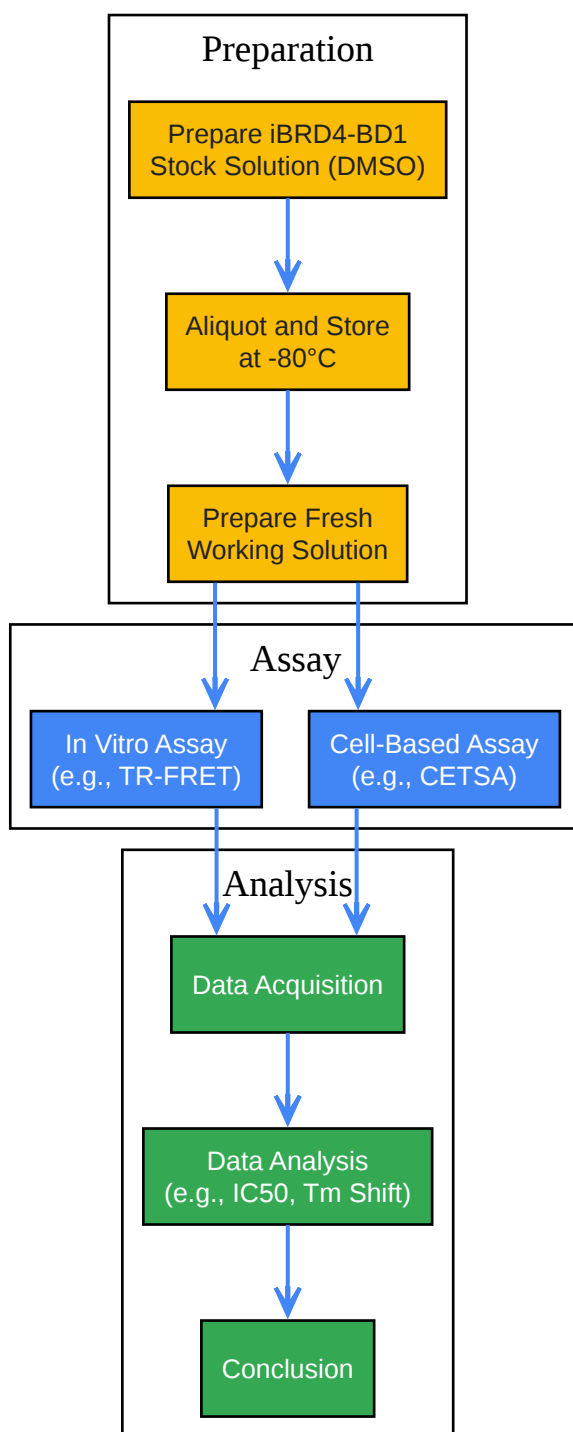 Preparation
Prepare iBRD4-BD1
Stock Solution (DMSO)
Aliquot and Store
at -80°C
Prepare Fresh
Working Solution
Assay
In Vitro Assay
(e.g., TR-FRET)
Cell-Based Assay
(e.g., CETSA)
Analysis
Data Acquisition
Data Analysis
(e.g., IC50, Tm Shift)
Conclusion